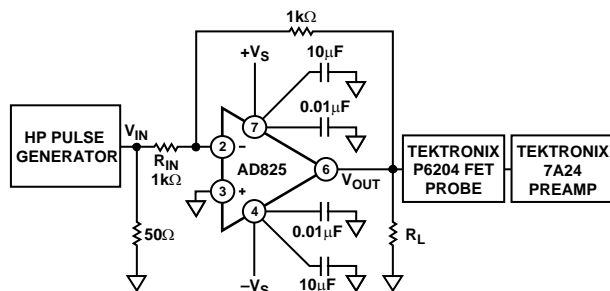 1kΩ
+VS
10µF
0.01µF
HP PULSE
GENERATOR
VIN
RIN
1kΩ
50Ω
2
–
3
+
7
AD825
4
6
VOUT
TEKTRONIX
P6204 FET
PROBE
TEKTRONIX
7A24
PREAMP
0.01µF
10µF
–VS
RL